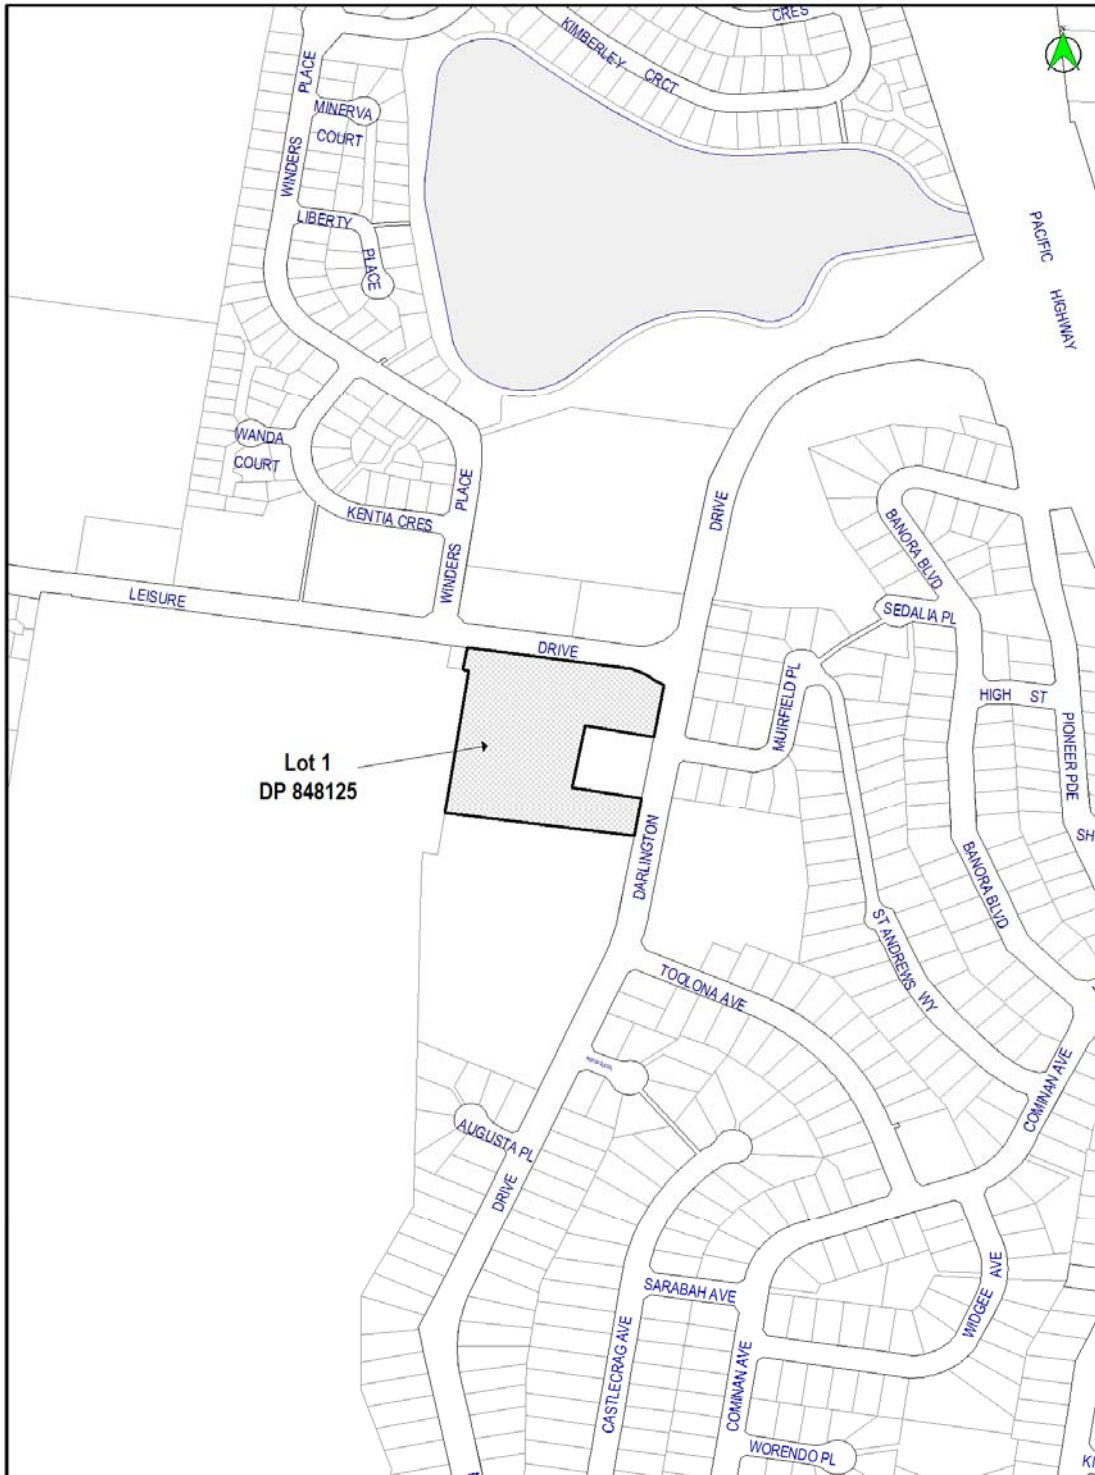 CRES
KIMBERLEY CRCT
N
PLACE
MINERVA
COURT
WINDERS
LIBERTY
PLACE
PACIFIC HIGHWAY
WANDA
COURT
PLACE
KENTIA CRES
DRIVE
BANORA BLVD
WINDERS
LEISURE
SEDALIA PL
DRIVE
MUIRFIELD PL
HIGH ST
PIONEER PDE
Lot 1
DP 848125
SH
DARLINGTON
BANORA BLVD
ST ANDREWS WY
TOOLONA AVE
COMINAN AVE
AUGUSTA PL
DRIVE
SARABAH AVE
WIDGEE AVE
CASTLECRAG AVE
COMINAN AVE
WORENDO PL
KI